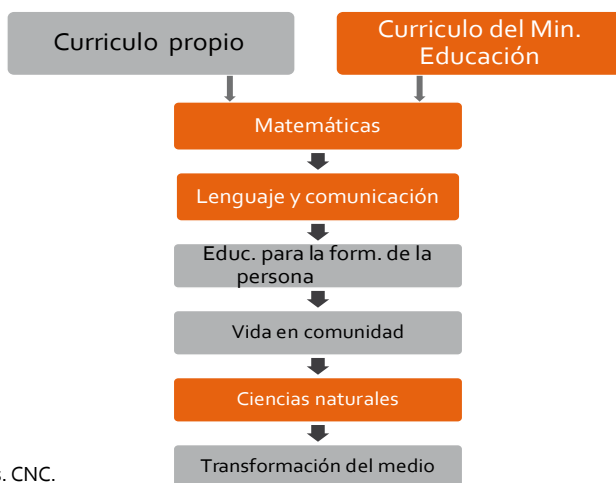 Curriculo propio
Curriculo del Min.
Educación
Matemáticas
Lenguaje y comunicación
Educ. para la form. de la
persona
Vida en comunidad
Ciencias naturales
Transformación del medio
. CNC.